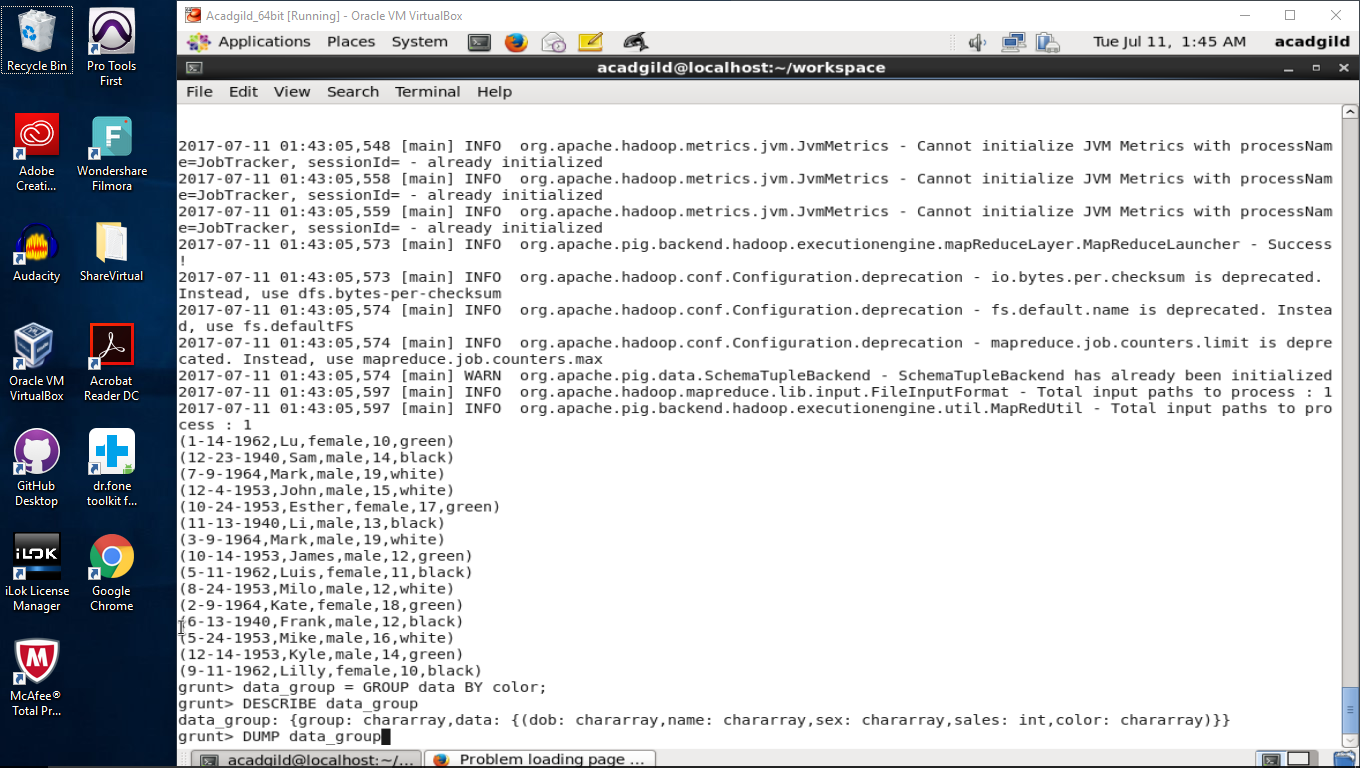 Acadgild_64bit [Running] - Oracle VM VirtualBox
Applications Places System
Tue Jul 11, 1:45 AM acadgild
acadgild@localhost:~/workspace
File Edit View Search Terminal Help
2017-07-11 01:43:05,548 [main] INFO  org.apache.hadoop.metrics.jvm.JvmMetrics - Cannot initialize JVM Metrics with processNam
e=JobTracker, sessionId= - already initialized
2017-07-11 01:43:05,558 [main] INFO  org.apache.hadoop.metrics.jvm.JvmMetrics - Cannot initialize JVM Metrics with processNam
e=JobTracker, sessionId= - already initialized
2017-07-11 01:43:05,559 [main] INFO  org.apache.hadoop.metrics.jvm.JvmMetrics - Cannot initialize JVM Metrics with processNam
e=JobTracker, sessionId= - already initialized
2017-07-11 01:43:05,573 [main] INFO  org.apache.pig.backend.hadoop.executionengine.mapReduceLayer.MapReduceLauncher - Success
!
2017-07-11 01:43:05,573 [main] INFO  org.apache.hadoop.conf.Configuration.deprecation - io.bytes.per.checksum is deprecated.
Instead, use dfs.bytes-per-checksum
2017-07-11 01:43:05,574 [main] INFO  org.apache.hadoop.conf.Configuration.deprecation - fs.default.name is deprecated. Instea
d, use fs.defaultFS
2017-07-11 01:43:05,574 [main] INFO  org.apache.hadoop.conf.Configuration.deprecation - mapreduce.job.counters.limit is depre
cated. Instead, use mapreduce.job.counters.max
2017-07-11 01:43:05,574 [main] WARN  org.apache.pig.data.SchemaTupleBackend - SchemaTupleBackend has already been initialized
2017-07-11 01:43:05,597 [main] INFO  org.apache.hadoop.mapreduce.lib.input.FileInputFormat - Total input paths to process : 1
2017-07-11 01:43:05,597 [main] INFO  org.apache.pig.backend.hadoop.executionengine.util.MapRedUtil - Total input paths to pro
cess : 1
(1-14-1962,Lu,female,10,green)
(12-23-1940,Sam,male,14,black)
(7-9-1964,Mark,male,19,white)
(12-4-1953,John,male,15,white)
(10-24-1953,Esther,female,17,green)
(11-13-1940,Li,male,13,black)
(3-9-1964,Mark,male,19,white)
(10-14-1953,James,male,12,green)
(5-11-1962,Luis,female,11,black)
(8-24-1953,Milo,male,12,white)
(2-9-1964,Kate,female,18,green)
(6-13-1940,Frank,male,12,black)
(5-24-1953,Mike,male,16,white)
(12-14-1953,Kyle,male,14,green)
(9-11-1962,Lilly,female,10,black)
grunt> data_group = GROUP data BY color;
grunt> DESCRIBE data_group
data_group: {group: chararray,data: {(dob: chararray,name: chararray,sex: chararray,sales: int,color: chararray)}}
grunt> DUMP data_group
acadgild@localhost:~/... Problem loading page ...
Recycle Bin
Pro Tools
First
Adobe
Creati...
Wondershare
Filmora
Audacity
ShareVirtual
Oracle VM
VirtualBox
Acrobat
Reader DC
GitHub
Desktop
dr.fone
toolkit f...
iLOK
iLok License
Manager
Google
Chrome
McAfee®
Total Pr...